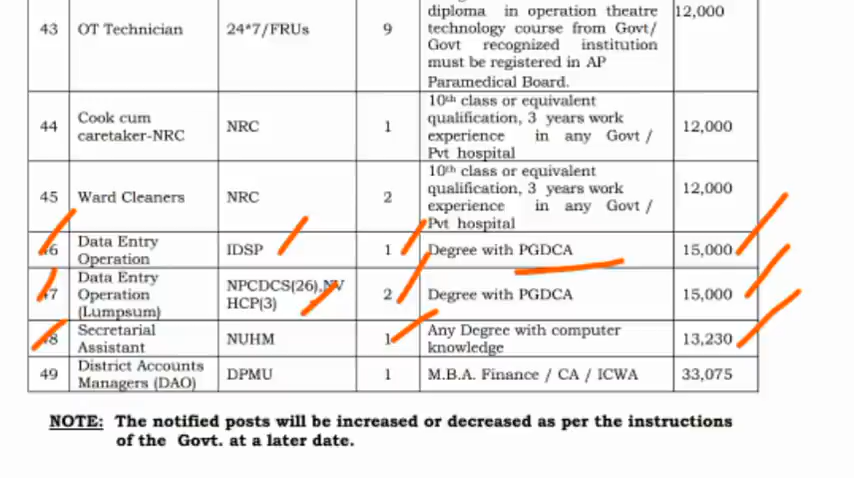 43
OT Technician
24*7/FRUs
9
diploma in operation theatre
technology course from Govt/
Govt recognized institution
must be registered in AP
Paramedical Board.
12,000
44
Cook cum
caretaker-NRC
NRC
1
10th class or equivalent
qualification, 3 years work
experience in any Govt /
Pvt hospital
12,000
45
Ward Cleaners
NRC
2
10th class or equivalent
qualification, 3 years work
experience in any Govt /
Pvt hospital
12,000
46
Data Entry
Operation
IDSP
1
Degree with PGDCA
15,000
47
Data Entry
Operation
(Lumpsum)
NPCDCS(26),NV
HCP(3)
2
Degree with PGDCA
15,000
48
Secretarial
Assistant
NUHM
1
Any Degree with computer
knowledge
13,230
49
District Accounts
Managers (DAO)
DPMU
1
M.B.A. Finance / CA / ICWA
33,075
NOTE: The notified posts will be increased or decreased as per the instructions
of the Govt. at a later date.